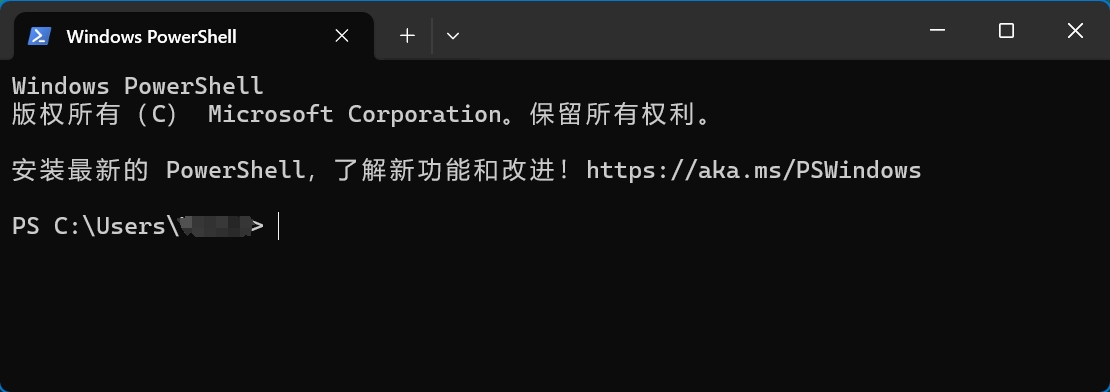 Windows PowerShell
Windows PowerShell
版权所有（C） Microsoft Corporation。保留所有权利。
安装最新的 PowerShell，了解新功能和改进！https://aka.ms/PSWindows
PS C:\Users\>